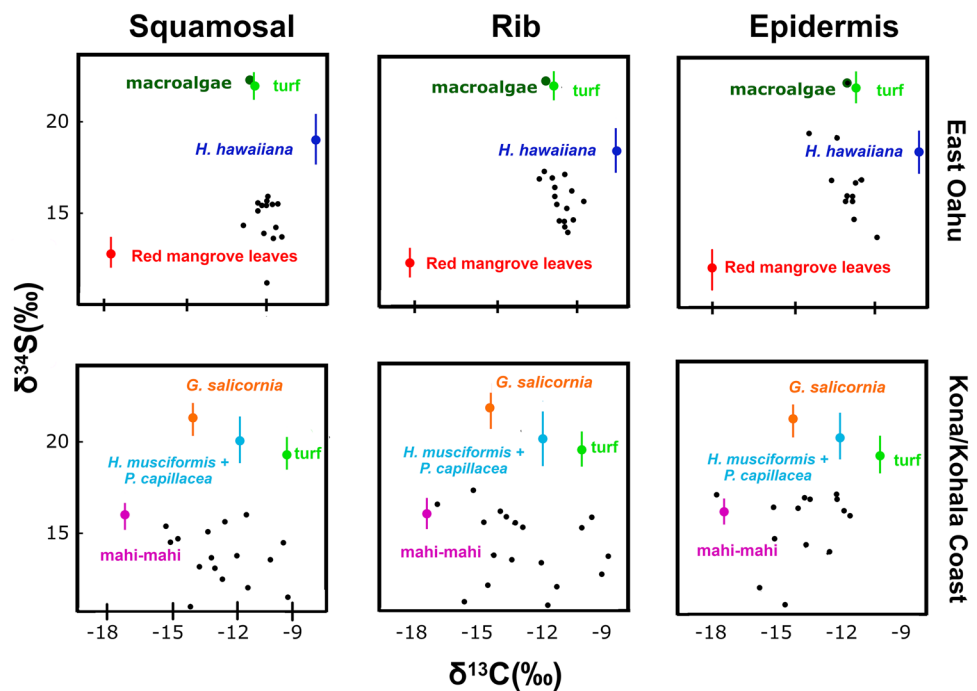 Squamosal Rib Epidermis
macroalgae turf
macroalgae turf
macroalgae turf
20
H. hawaiiana
H. hawaiiana
H. hawaiiana
15
Red mangrove leaves
Red mangrove leaves
Red mangrove leaves
East Oahu
δ³⁴S(‰)
G. salicornia
G. salicornia
G. salicornia
20
H. musciformis +
P. capillacea
turf
H. musciformis +
P. capillacea
turf
H. musciformis +
P. capillacea
turf
15
mahi-mahi
mahi-mahi
mahi-mahi
Kona/Kohala Coast
-18 -15 -12 -9
-18 -15 -12 -9
-18 -15 -12 -9
δ¹³C(‰)